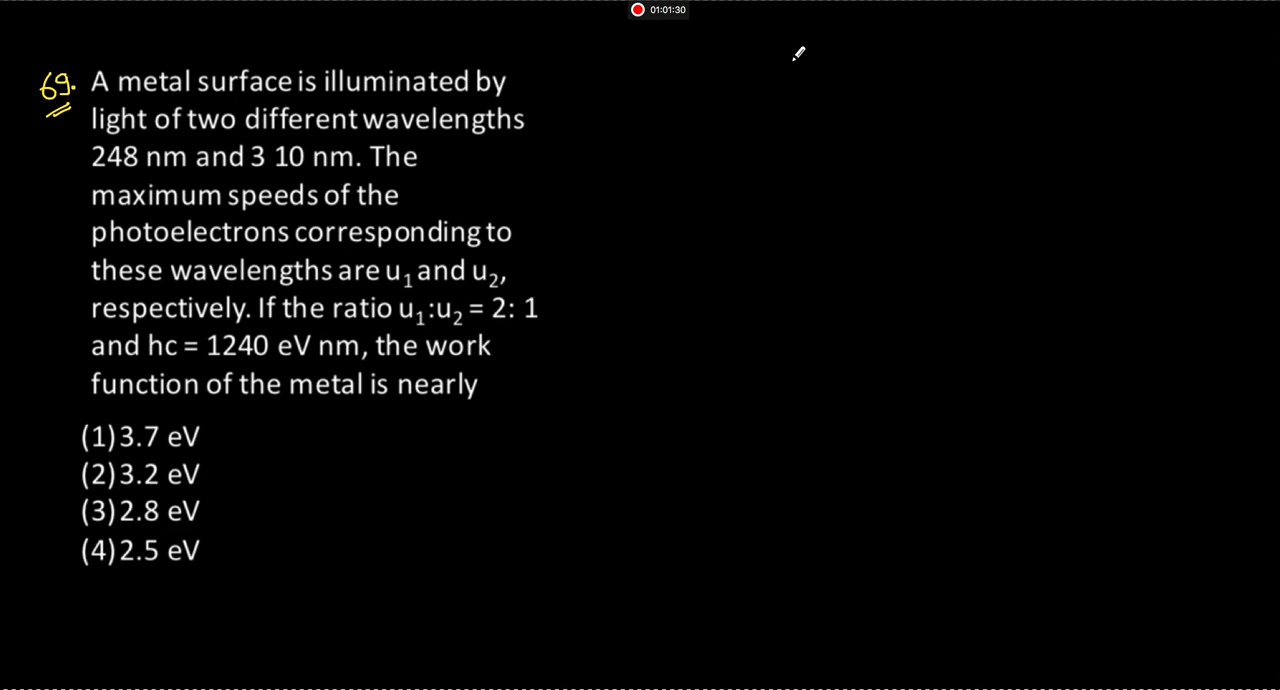 01:01:30
69. A metal surface is illuminated by
light of two different wavelengths
248 nm and 3 10 nm. The
maximum speeds of the
photoelectrons corresponding to
these wavelengths are u₁ and u₂,
respectively. If the ratio u₁:u₂ = 2: 1
and hc = 1240 eV nm, the work
function of the metal is nearly
(1) 3.7 eV
(2) 3.2 eV
(3) 2.8 eV
(4) 2.5 eV